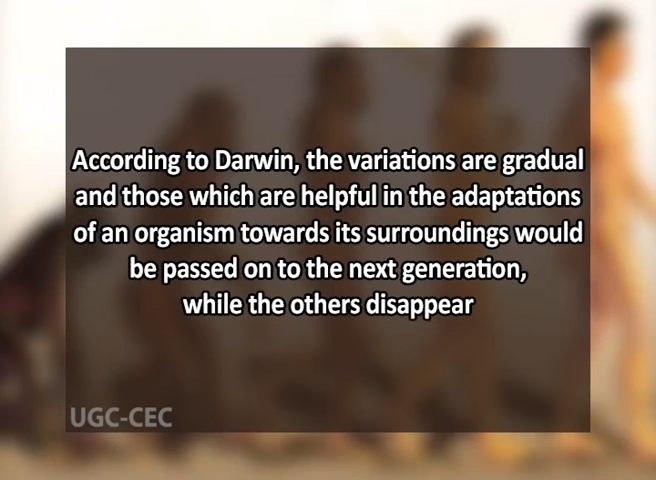 According to Darwin, the variations are gradual
and those which are helpful in the adaptations
of an organism towards its surroundings would
be passed on to the next generation,
while the others disappear
UGC-CEC